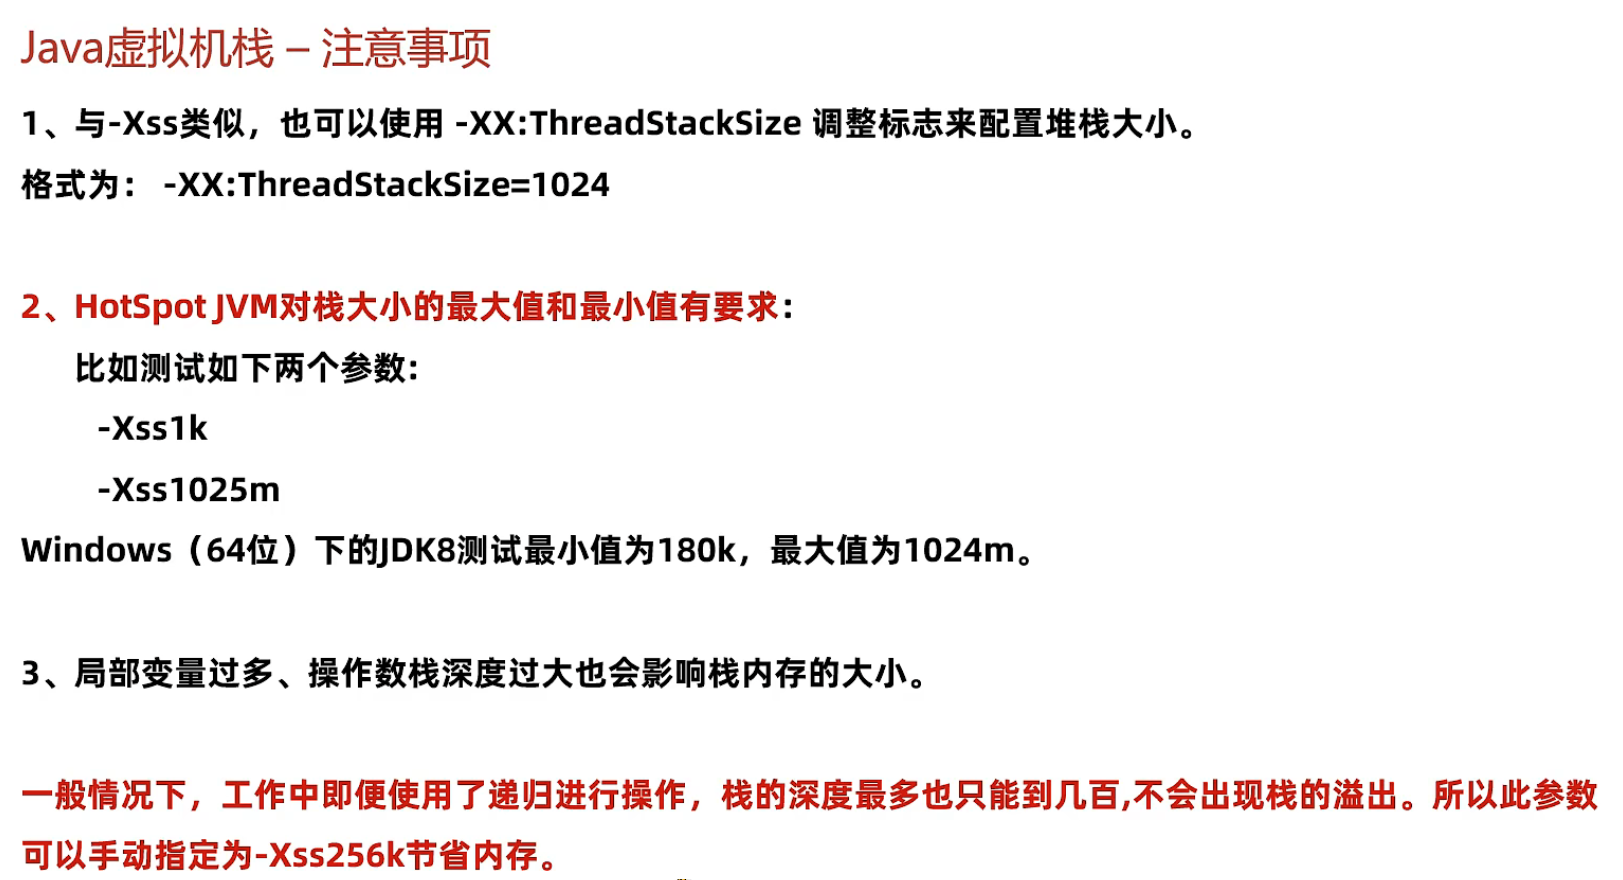 Java虚拟机栈 – 注意事项
1、与-Xss类似，也可以使用 -XX:ThreadStackSize 调整标志来配置堆栈大小。
格式为： -XX:ThreadStackSize=1024
2、HotSpot JVM对栈大小的最大值和最小值有要求：
比如测试如下两个参数：
-Xss1k
-Xss1025m
Windows（64位）下的JDK8测试最小值为180k，最大值为1024m。
3、局部变量过多、操作数栈深度过大也会影响栈内存的大小。
一般情况下，工作中即便使用了递归进行操作，栈的深度最多也只能到几百,不会出现栈的溢出。所以此参数
可以手动指定为-Xss256k节省内存。